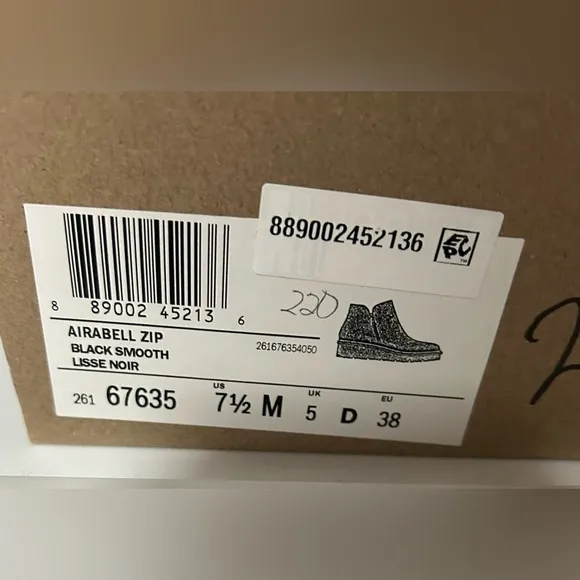 889002452136
8 89002 45213 6
220
AIRABELL ZIP
BLACK SMOOTH
LISSE NOIR
261676354050
261 67635 US 7½ M UK 5 D EU 38